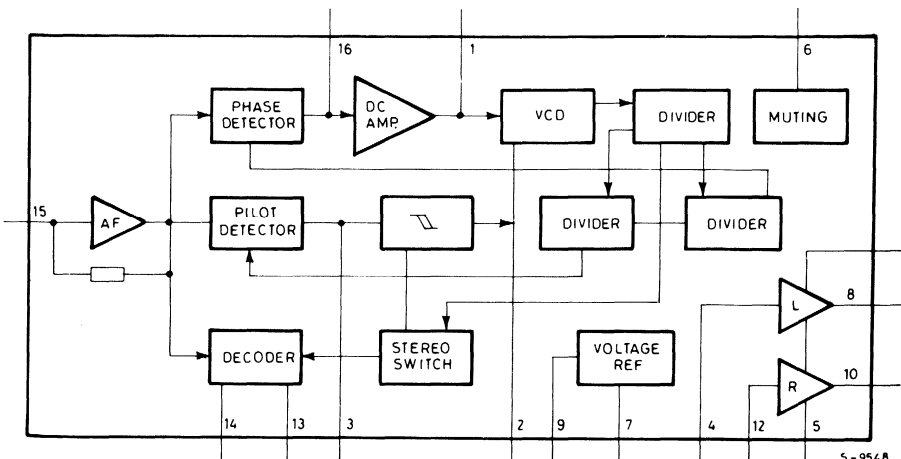 16
1
6
PHASE
DETECTOR
DC
AMP.
VCD
DIVIDER
MUTING
15
AF
PILOT
DETECTOR
DIVIDER
DIVIDER
L
8
DECODER
STEREO
SWITCH
VOLTAGE
REF
R
10
14
13
3
2
9
7
4
12
5
S-9548